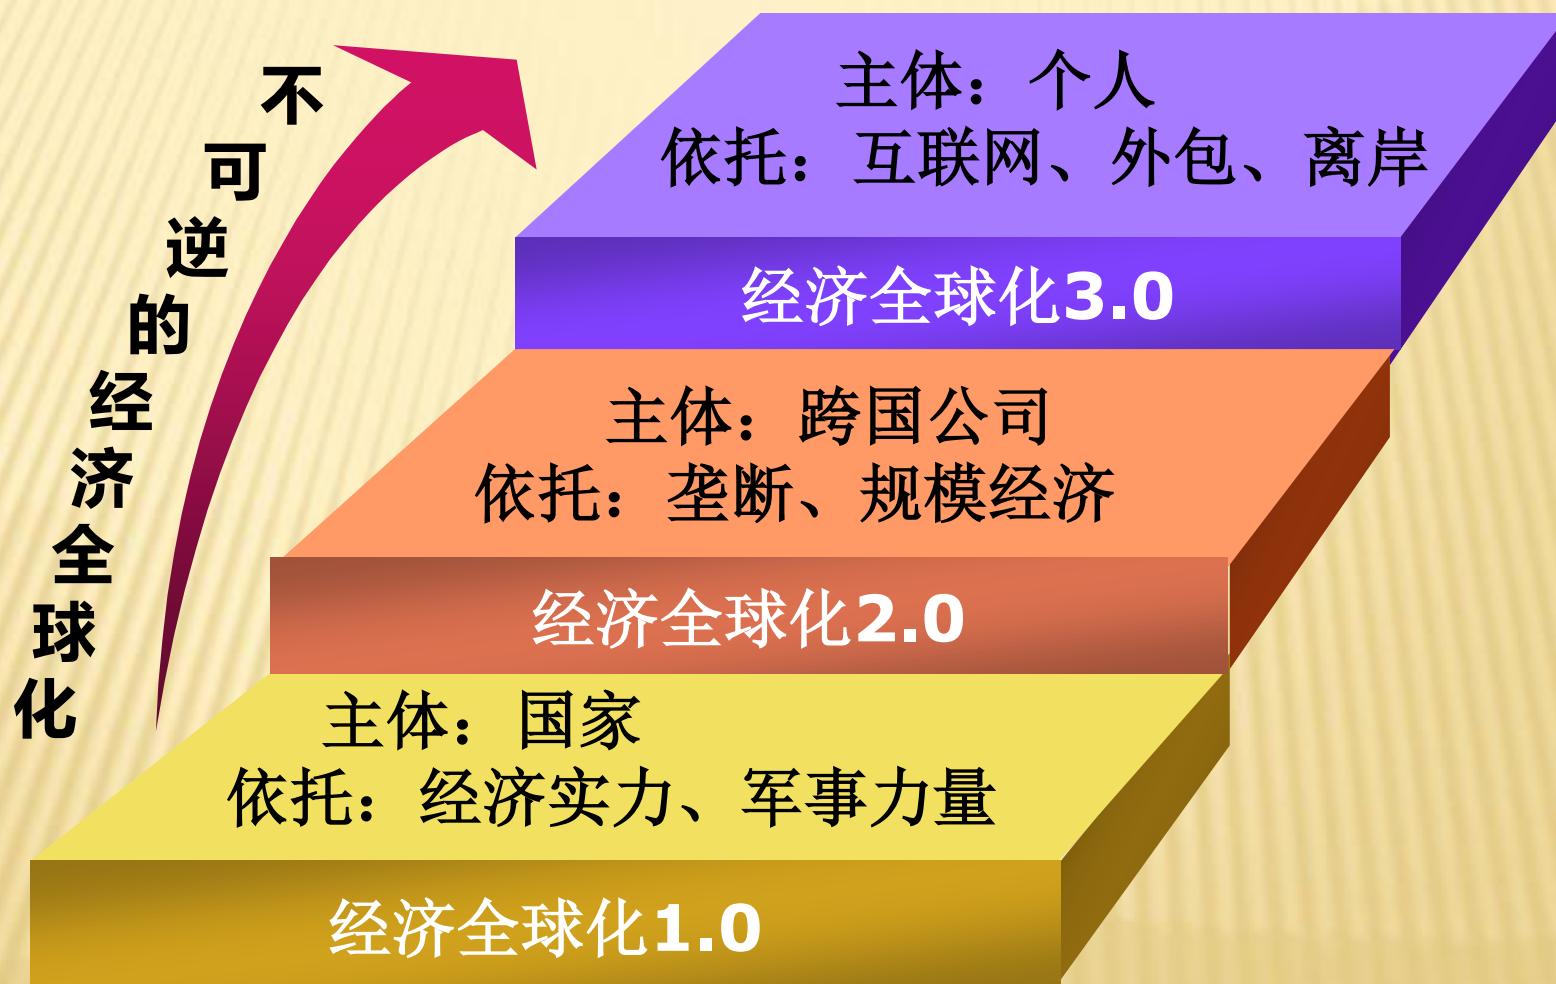 不可逆的经济全球化
主体：个人
依托：互联网、外包、离岸
经济全球化3.0
主体：跨国公司
依托：垄断、规模经济
经济全球化2.0
主体：国家
依托：经济实力、军事力量
经济全球化1.0